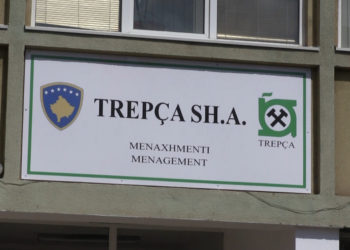 TREPÇA SH.A.
TREPÇA
MENAXHMENTI
MENAGEMENT